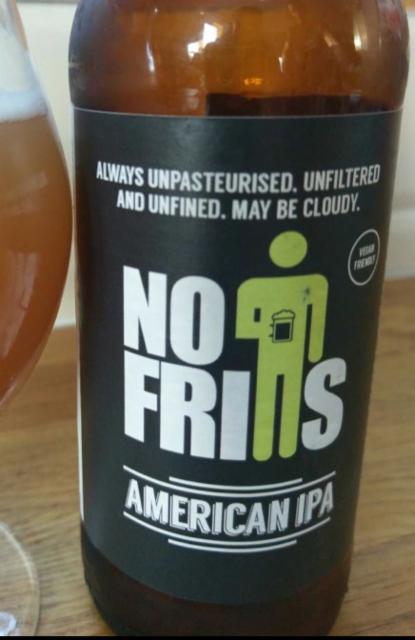 ALWAYS UNPASTEURISED. UNFILTERED
AND UNFINED. MAY BE CLOUDY.
VEGAN
FRIENDLY
NO
FRILLS
AMERICAN IPA